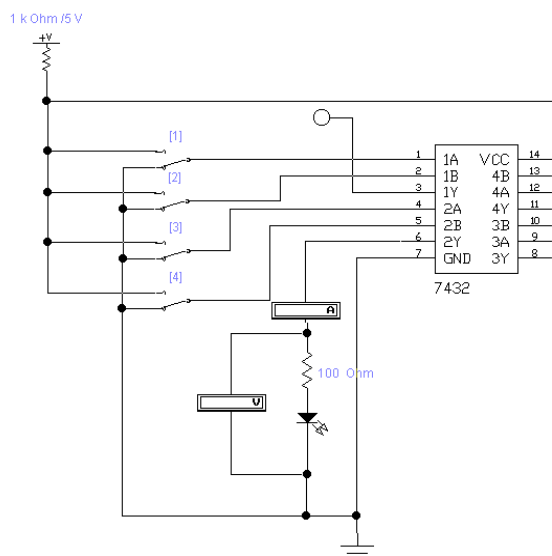 1 k Ohm /5 V
+V
[1]
[2]
[3]
[4]
1 1A VCC 14
2 1B 4B 13
3 1Y 4A 12
4 2A 4Y 11
5 2B 3B 10
6 2Y 3A 9
7 GND 3Y 8
7432
A
100 Ohm
V